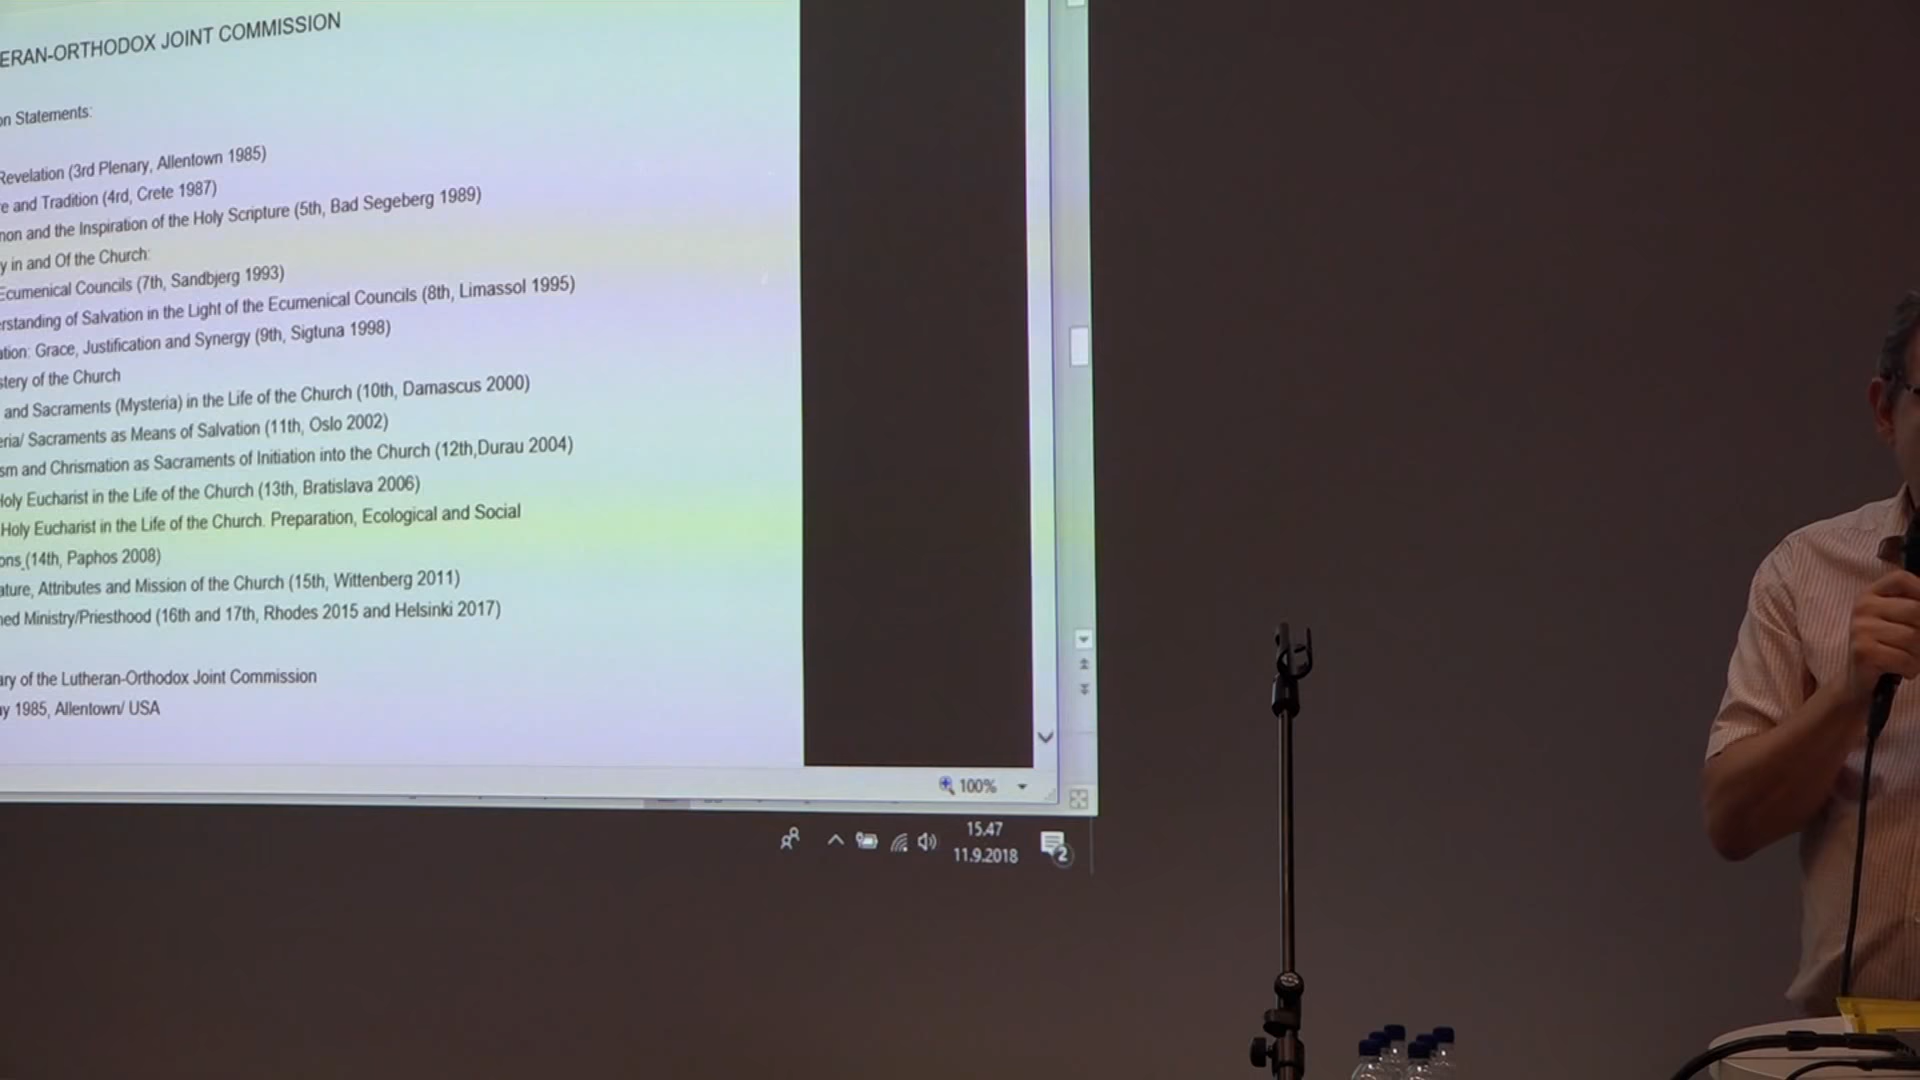 ERAN-ORTHODOX JOINT COMMISSION
on Statements:
Revelation (3rd Plenary, Allentown 1985)
e and Tradition (4rd, Crete 1987)
non and the Inspiration of the Holy Scripture (5th, Bad Segeberg 1989)
y in and Of the Church:
Ecumenical Councils (7th, Sandbjerg 1993)
erstanding of Salvation in the Light of the Ecumenical Councils (8th, Limassol 1995)
ation: Grace, Justification and Synergy (9th, Sigtuna 1998)
stery of the Church
and Sacraments (Mysteria) in the Life of the Church (10th, Damascus 2000)
eria/ Sacraments as Means of Salvation (11th, Oslo 2002)
sm and Chrismation as Sacraments of Initiation into the Church (12th,Durau 2004)
Holy Eucharist in the Life of the Church (13th, Bratislava 2006)
Holy Eucharist in the Life of the Church. Preparation, Ecological and Social
ons (14th, Paphos 2008)
ature, Attributes and Mission of the Church (15th, Wittenberg 2011)
ned Ministry/Priesthood (16th and 17th, Rhodes 2015 and Helsinki 2017)
ary of the Lutheran-Orthodox Joint Commission
y 1985, Allentown/ USA
100%
15.47
11.9.2018
2